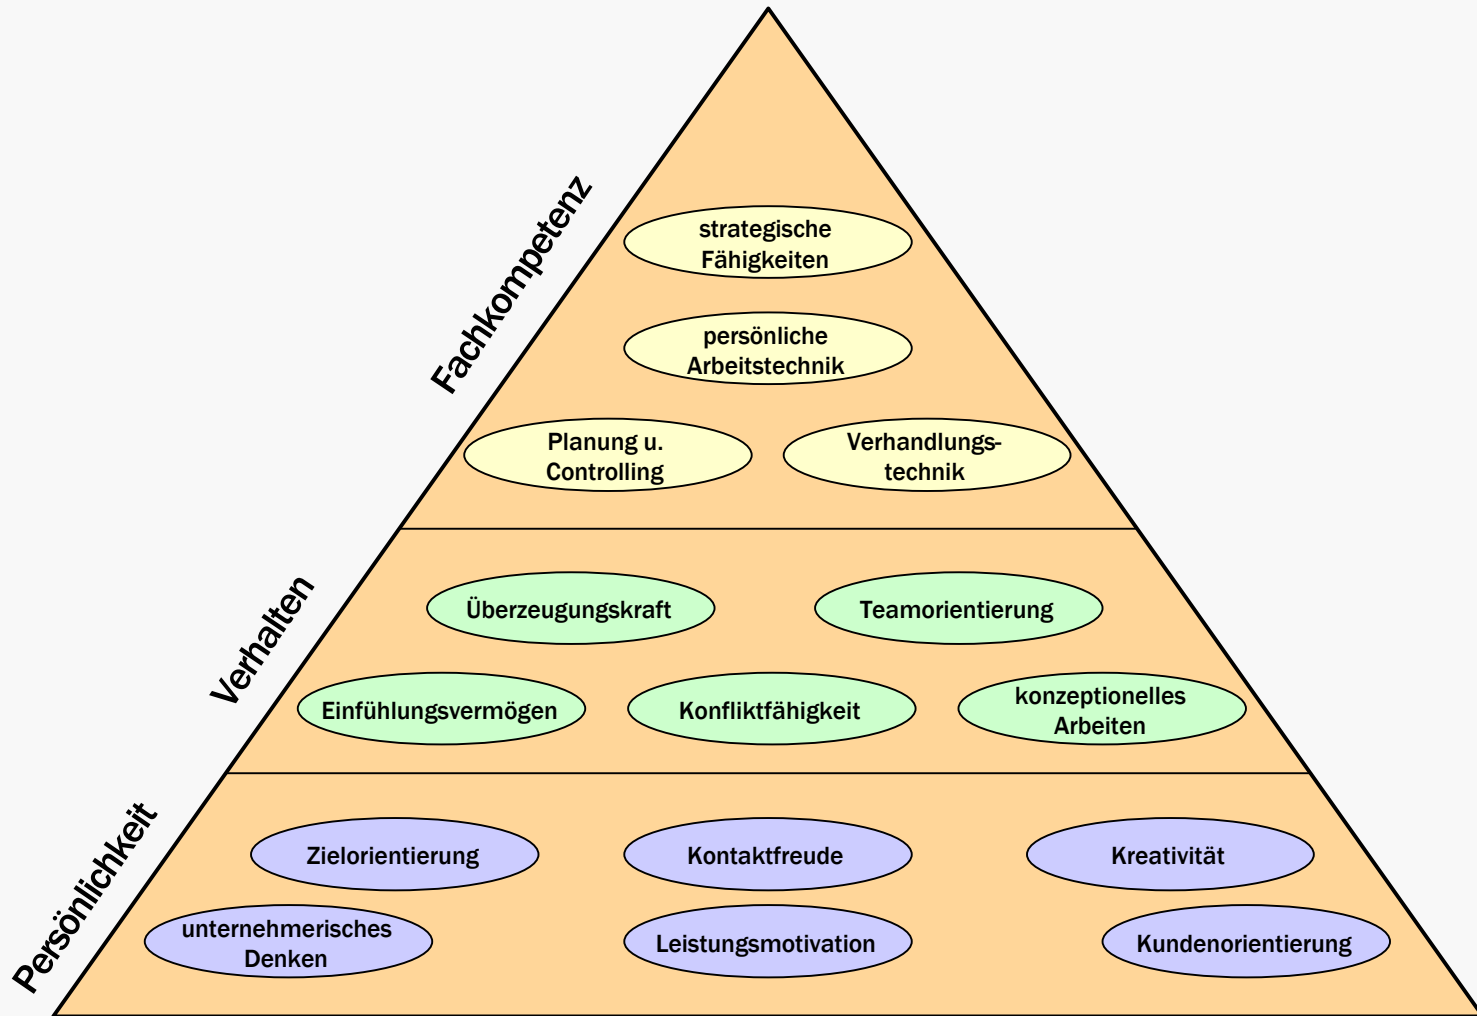 Fachkompetenz
strategische
Fähigkeiten
persönliche
Arbeitstechnik
Planung u.
Controlling
Verhandlungs-
technik
Verhalten
Überzeugungskraft
Teamorientierung
Einfühlungsvermögen
Konfliktfähigkeit
konzeptionelles
Arbeiten
Persönlichkeit
Zielorientierung
Kontaktfreude
Kreativität
unternehmerisches
Denken
Leistungsmotivation
Kundenorientierung